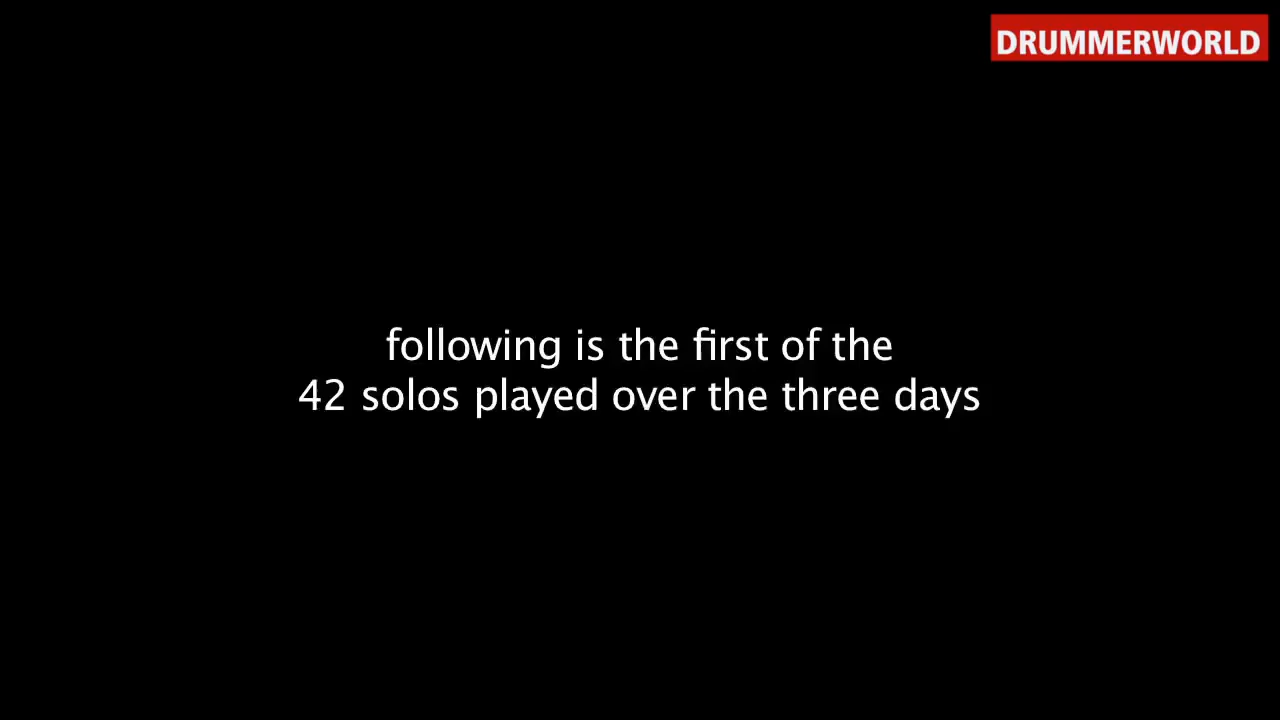 DRUMMERWORLD
following is the first of the
42 solos played over the three days